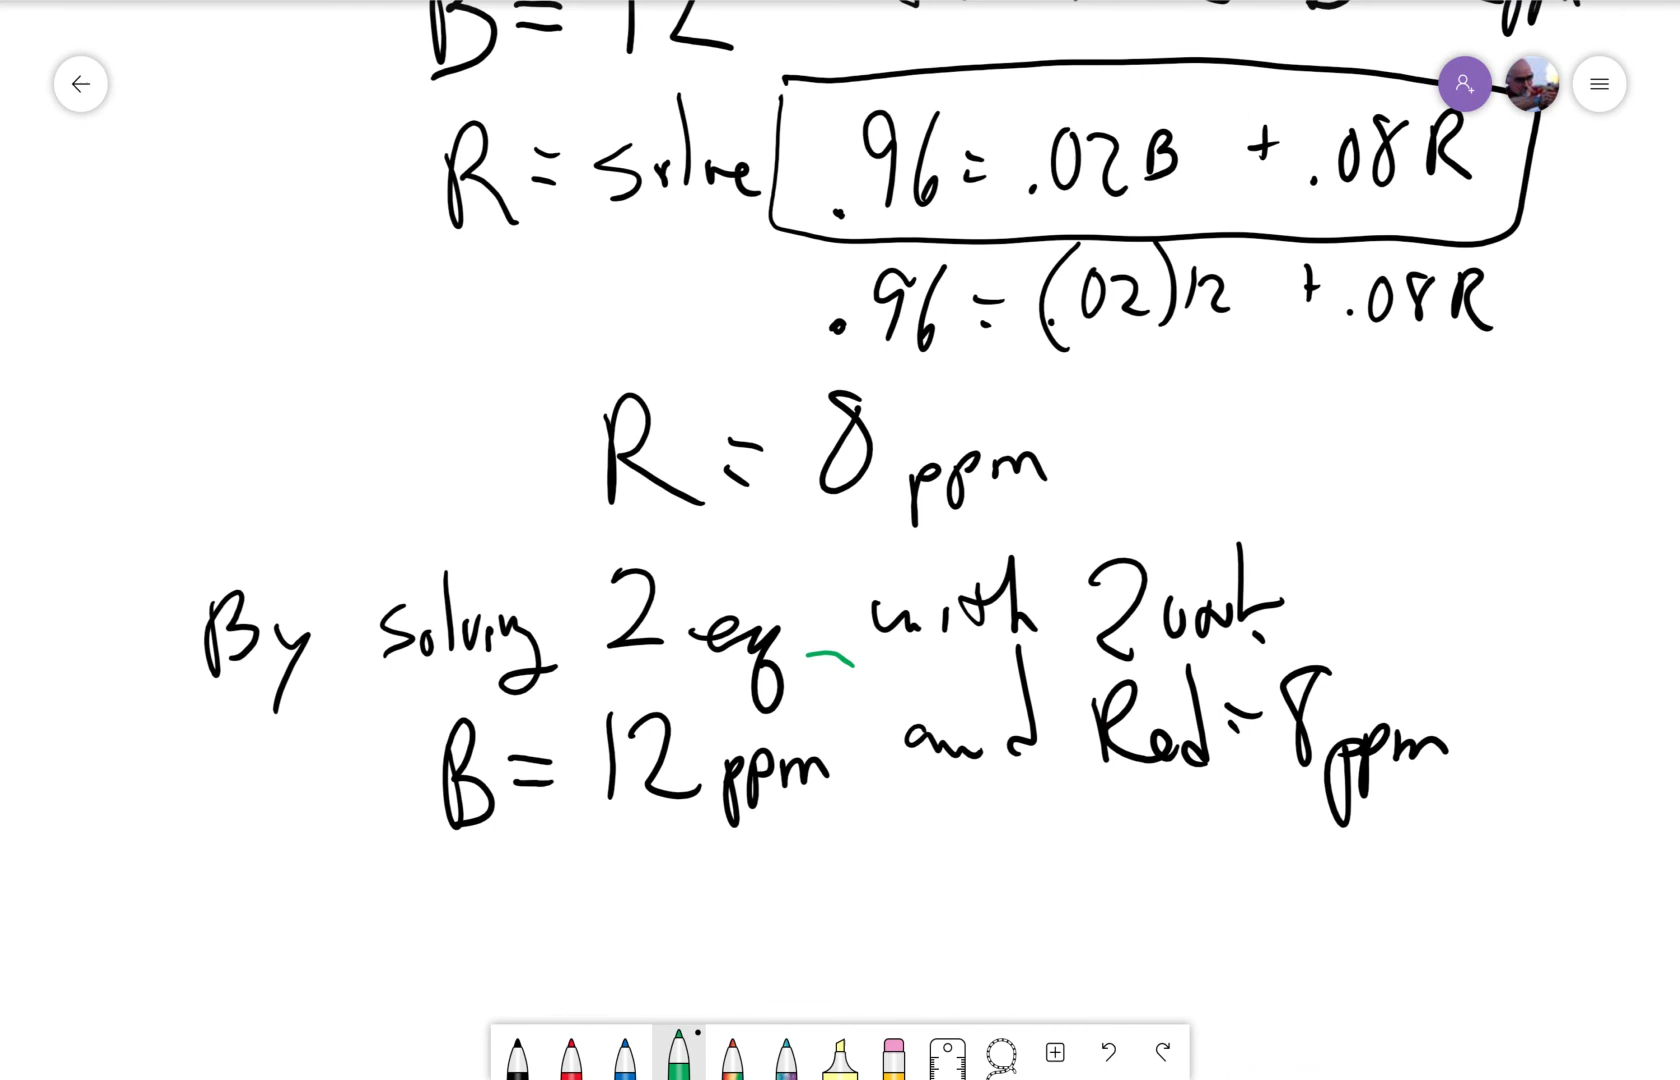 B = 12
R = solve .96 = .02B + .08R
.96 = (.02)12 + .08R
R = 8 ppm
By solving 2 eq with 2 unk.
B = 12 ppm and Red = 8 ppm